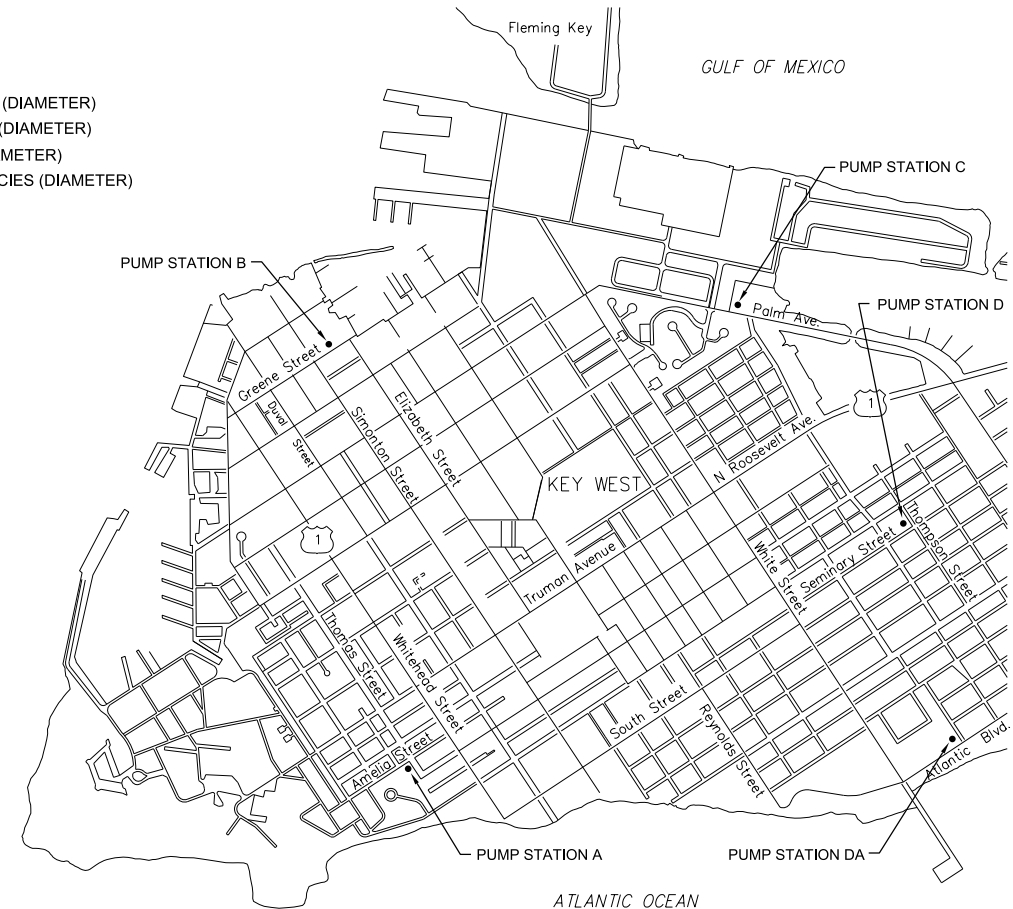 Fleming Key
GULF OF MEXICO
(DIAMETER)
(DIAMETER)
METER)
CIES (DIAMETER)
PUMP STATION C
PUMP STATION B
PUMP STATION D
Palm Ave.
Greene Street
Duval
Street
Simonton Street
Elizabeth Street
1
N Roosevelt Ave.
KEY WEST
1
Truman Avenue
White Street
Seminary Street
Thompson Street
Thomas Street
Whitehead Street
South Street
Reynolds Street
Amelia Street
Atlantic Blvd.
PUMP STATION A
PUMP STATION DA
ATLANTIC OCEAN